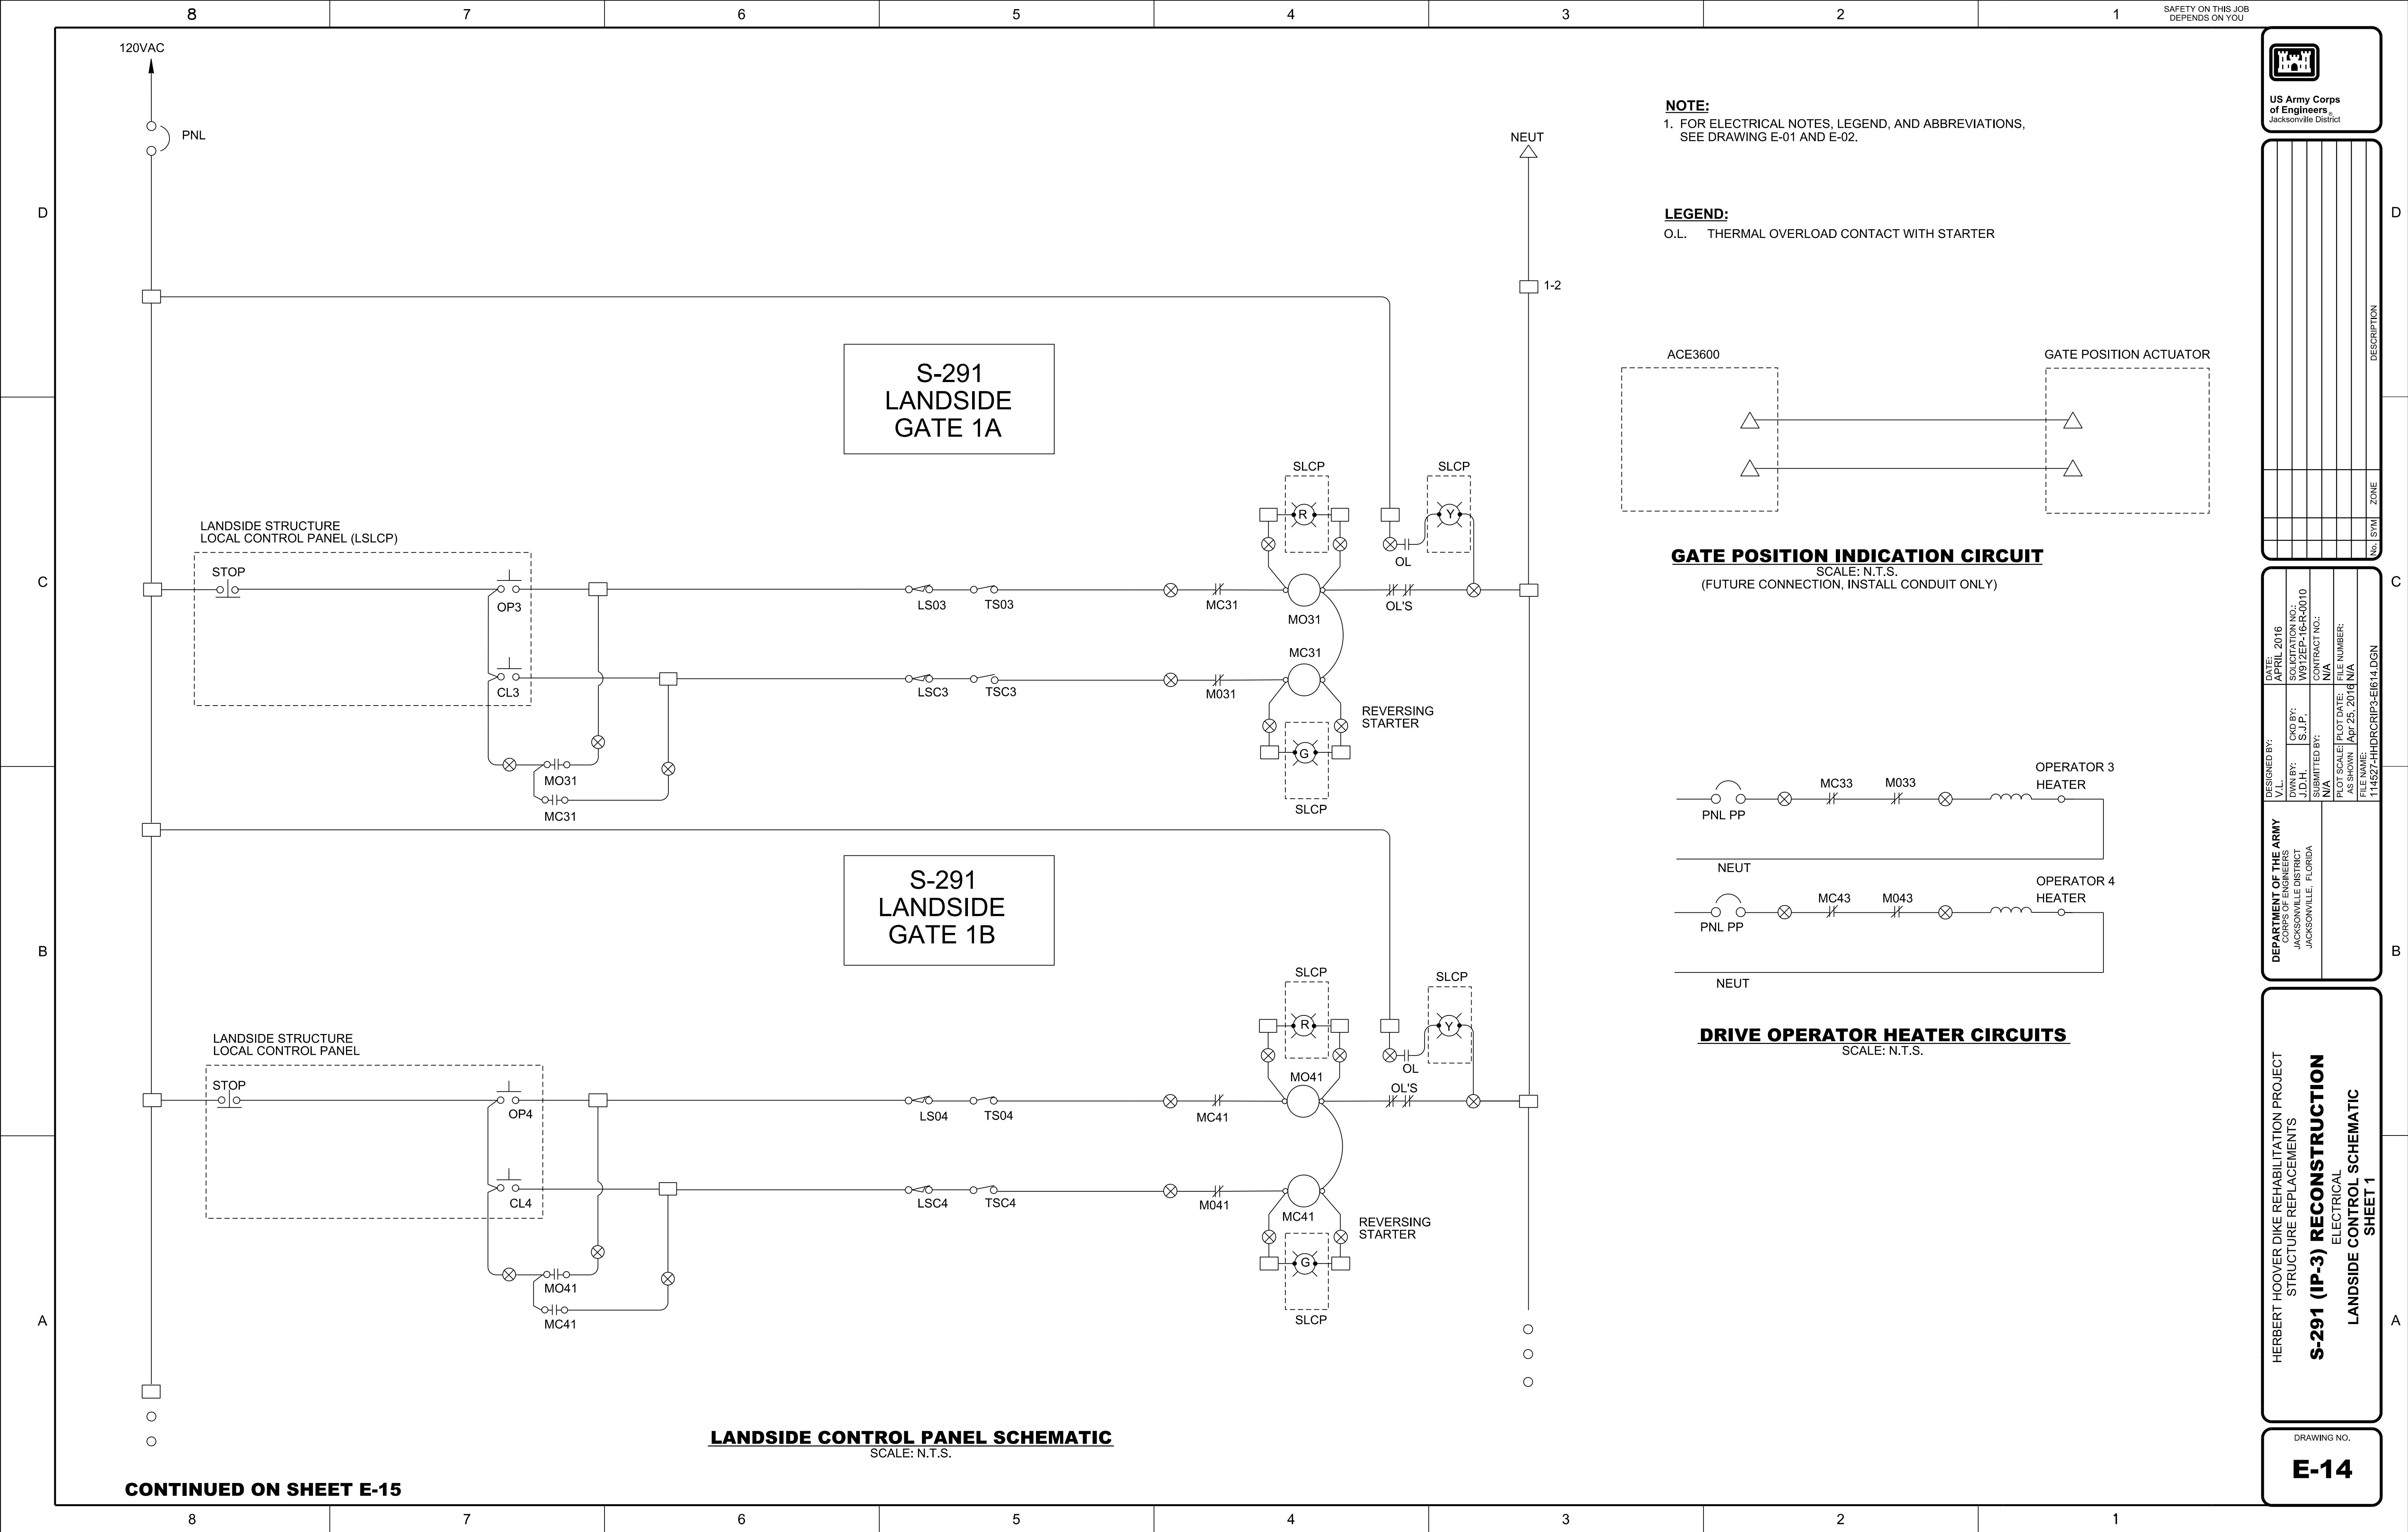 8 7 6 5 4 3 2 1
SAFETY ON THIS JOB
DEPENDS ON YOU
120VAC
PNL
NEUT
1-2
D
D
NOTE:
1. FOR ELECTRICAL NOTES, LEGEND, AND ABBREVIATIONS,
SEE DRAWING E-01 AND E-02.
LEGEND:
O.L. THERMAL OVERLOAD CONTACT WITH STARTER
S-291
LANDSIDE
GATE 1A
ACE3600
GATE POSITION ACTUATOR
GATE POSITION INDICATION CIRCUIT
SCALE: N.T.S.
(FUTURE CONNECTION, INSTALL CONDUIT ONLY)
C
C
LANDSIDE STRUCTURE
LOCAL CONTROL PANEL (LSLCP)
STOP
OP3
CL3
LS03
TS03
LSC3
TSC3
MC31
M031
SLCP
R
SLCP
Y
OL
OL'S
MO31
MC31
REVERSING
STARTER
G
SLCP
MO31
MC31
S-291
LANDSIDE
GATE 1B
MC33
M033
OPERATOR 3
HEATER
PNL PP
NEUT
MC43
M043
OPERATOR 4
HEATER
PNL PP
NEUT
DRIVE OPERATOR HEATER CIRCUITS
SCALE: N.T.S.
B
B
LANDSIDE STRUCTURE
LOCAL CONTROL PANEL
STOP
OP4
CL4
LS04
TS04
LSC4
TSC4
MC41
M041
SLCP
R
SLCP
Y
OL
OL'S
MO41
MC41
REVERSING
STARTER
G
SLCP
MO41
MC41
A
A
LANDSIDE CONTROL PANEL SCHEMATIC
SCALE: N.T.S.
CONTINUED ON SHEET E-15
8 7 6 5 4 3 2 1
US Army Corps
of Engineers®
Jacksonville District
No. SYM ZONE DESCRIPTION
DESIGNED BY:
V.L.
DATE:
APRIL 2016
DWN BY:
J.D.H.
CKD BY:
S.J.P.
SOLICITATION NO.:
W912EP-16-R-0010
SUBMITTED BY:
N/A
CONTRACT NO.:
N/A
PLOT SCALE:
AS SHOWN
PLOT DATE:
Apr 25, 2016
FILE NUMBER:
N/A
FILE NAME:
114527-HHDRCRIP3-EI614.DGN
DEPARTMENT OF THE ARMY
CORPS OF ENGINEERS
JACKSONVILLE DISTRICT
JACKSONVILLE, FLORIDA
HERBERT HOOVER DIKE REHABILITATION PROJECT
STRUCTURE REPLACEMENTS
S-291 (IP-3) RECONSTRUCTION
ELECTRICAL
LANDSIDE CONTROL SCHEMATIC
SHEET 1
DRAWING NO.
E-14